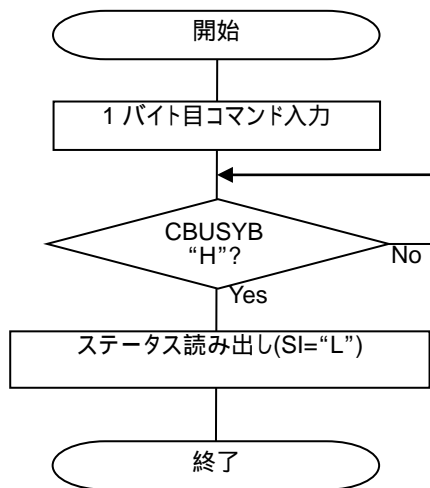 開始
1 バイト目コマンド入力
CBUSYB
“H”?
No
Yes
ステータス読み出し(SI=“L”)
終了